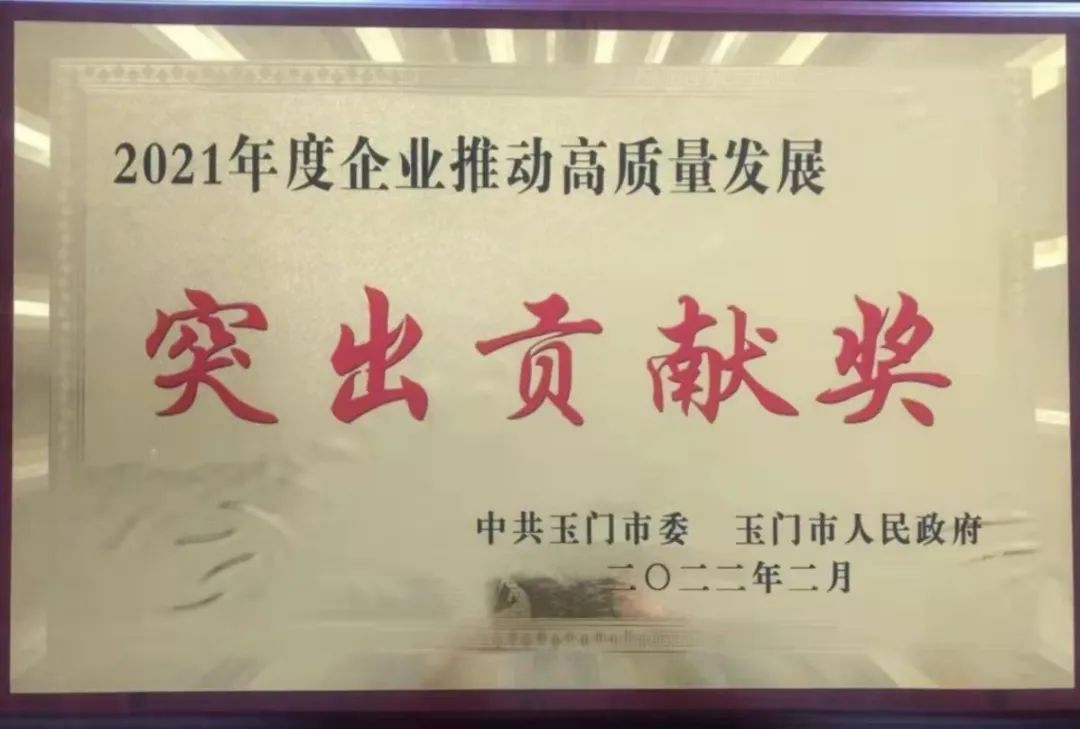 2021年度企业推动高质量发展
突出贡献奖
中共玉门市委 玉门市人民政府
二〇二二年二月